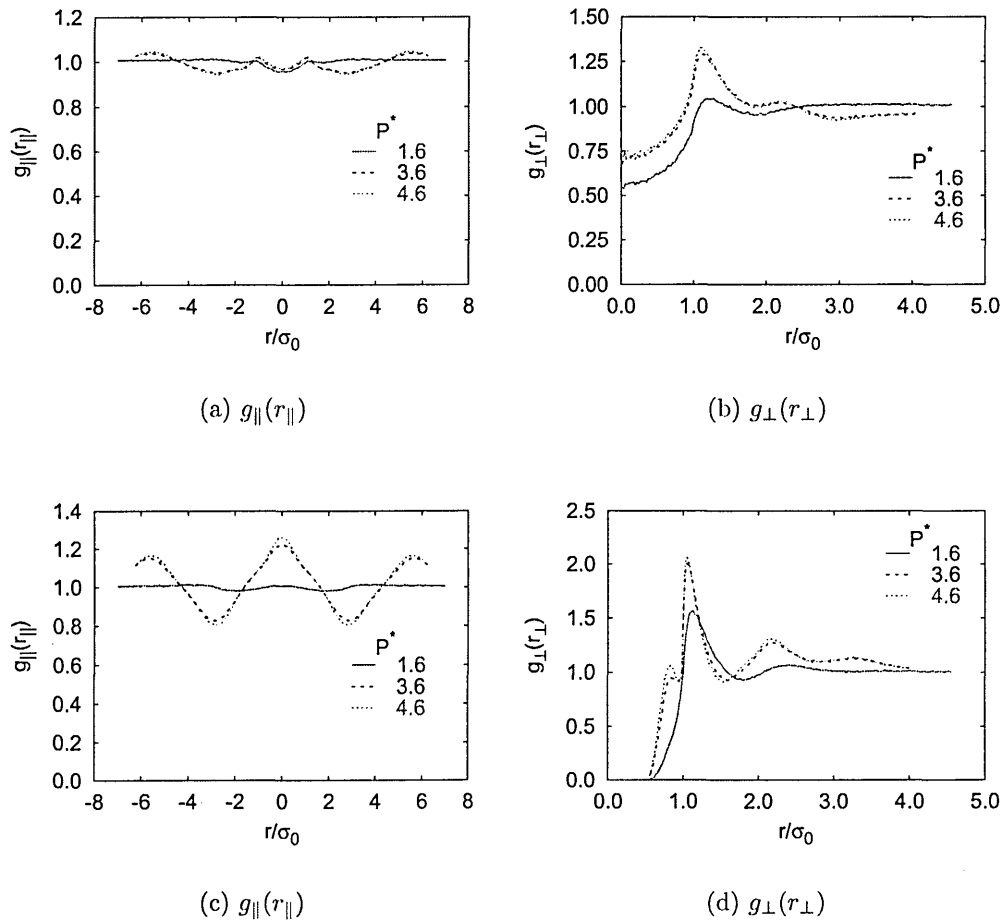 1.2
1.0
0.8
0.6
0.4
0.2
0.0
g∥(r∥)
P*
1.6
3.6
4.6
-8 -6 -4 -2 0 2 4 6 8
r/σ₀
(a) g∥(r∥)
1.50
1.25
1.00
0.75
0.50
0.25
0.00
g⊥(r⊥)
P*
1.6
3.6
4.6
0.0 1.0 2.0 3.0 4.0 5.0
r/σ₀
(b) g⊥(r⊥)
1.4
1.2
1.0
0.8
0.6
0.4
0.2
0.0
g∥(r∥)
P*
1.6
3.6
4.6
-8 -6 -4 -2 0 2 4 6 8
r/σ₀
(c) g∥(r∥)
2.5
2.0
1.5
1.0
0.5
0.0
g⊥(r⊥)
P*
1.6
3.6
4.6
0.0 1.0 2.0 3.0 4.0 5.0
r/σ₀
(d) g⊥(r⊥)